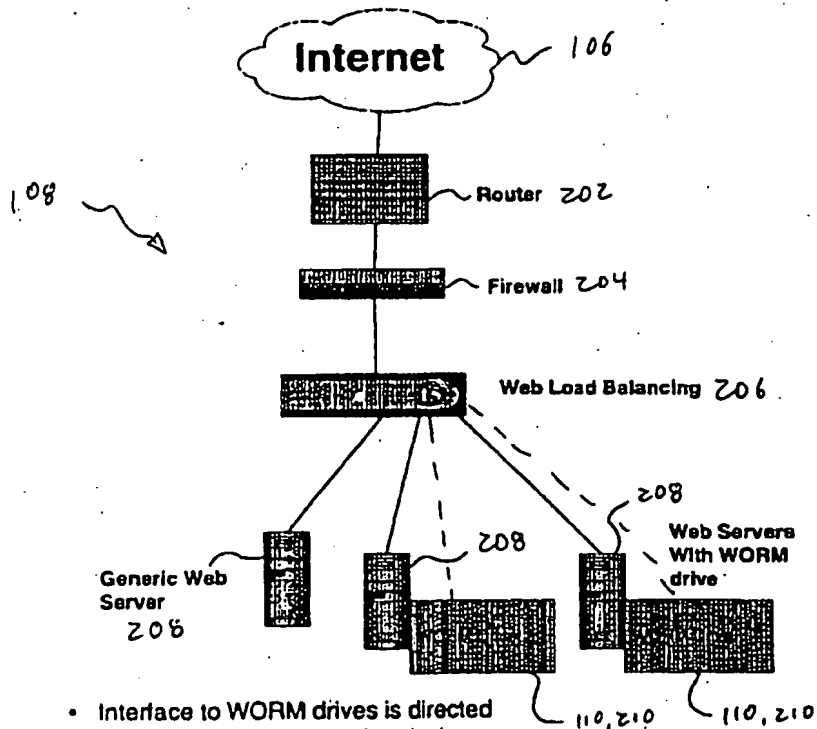 Internet
106
108
Router 202
Firewall 204
Web Load Balancing 206
208
Web Servers
With WORM
drive
208
Generic Web
Server
208
• Interface to WORM drives is directed
110, 210
110, 210